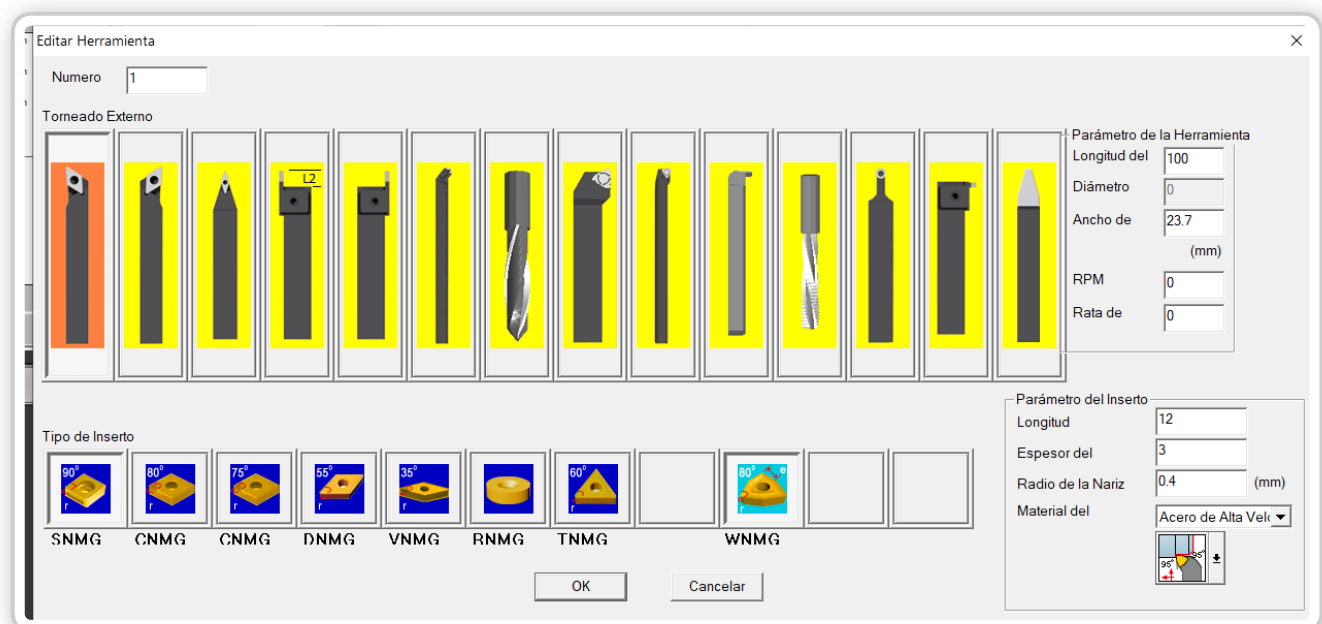 Editar Herramienta
Numero 1
Torneado Externo
L2
Parámetro de la Herramienta
Longitud del 100
Diámetro 0
Ancho de 23.7
(mm)
RPM 0
Rata de 0
Tipo de Inserto
90° r
80° r
75° r
55° r
35° r
60° r
80° e r
SNMG CNMG CNMG DNMG VNMG RNMG TNMG WNMG
Parámetro del Inserto
Longitud 12
Espesor del 3
Radio de la Nariz 0.4 (mm)
Material del Acero de Alta Velc
95° 95°
OK Cancelar